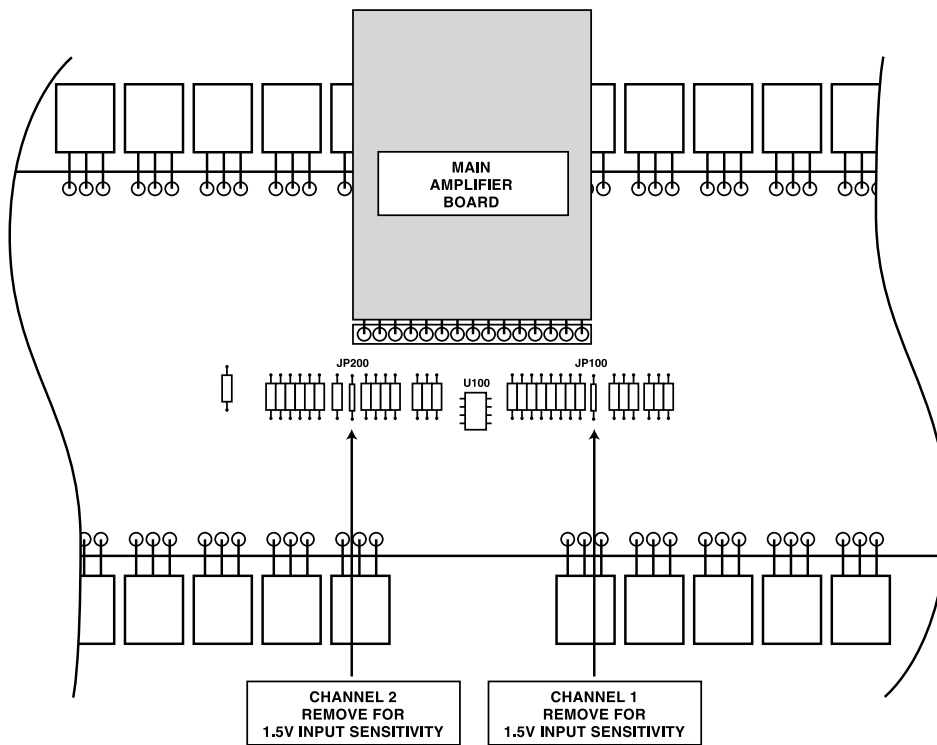 MAIN
AMPLIFIER
BOARD
JP200
JP100
U100
CHANNEL 2
REMOVE FOR
1.5V INPUT SENSITIVITY
CHANNEL 1
REMOVE FOR
1.5V INPUT SENSITIVITY